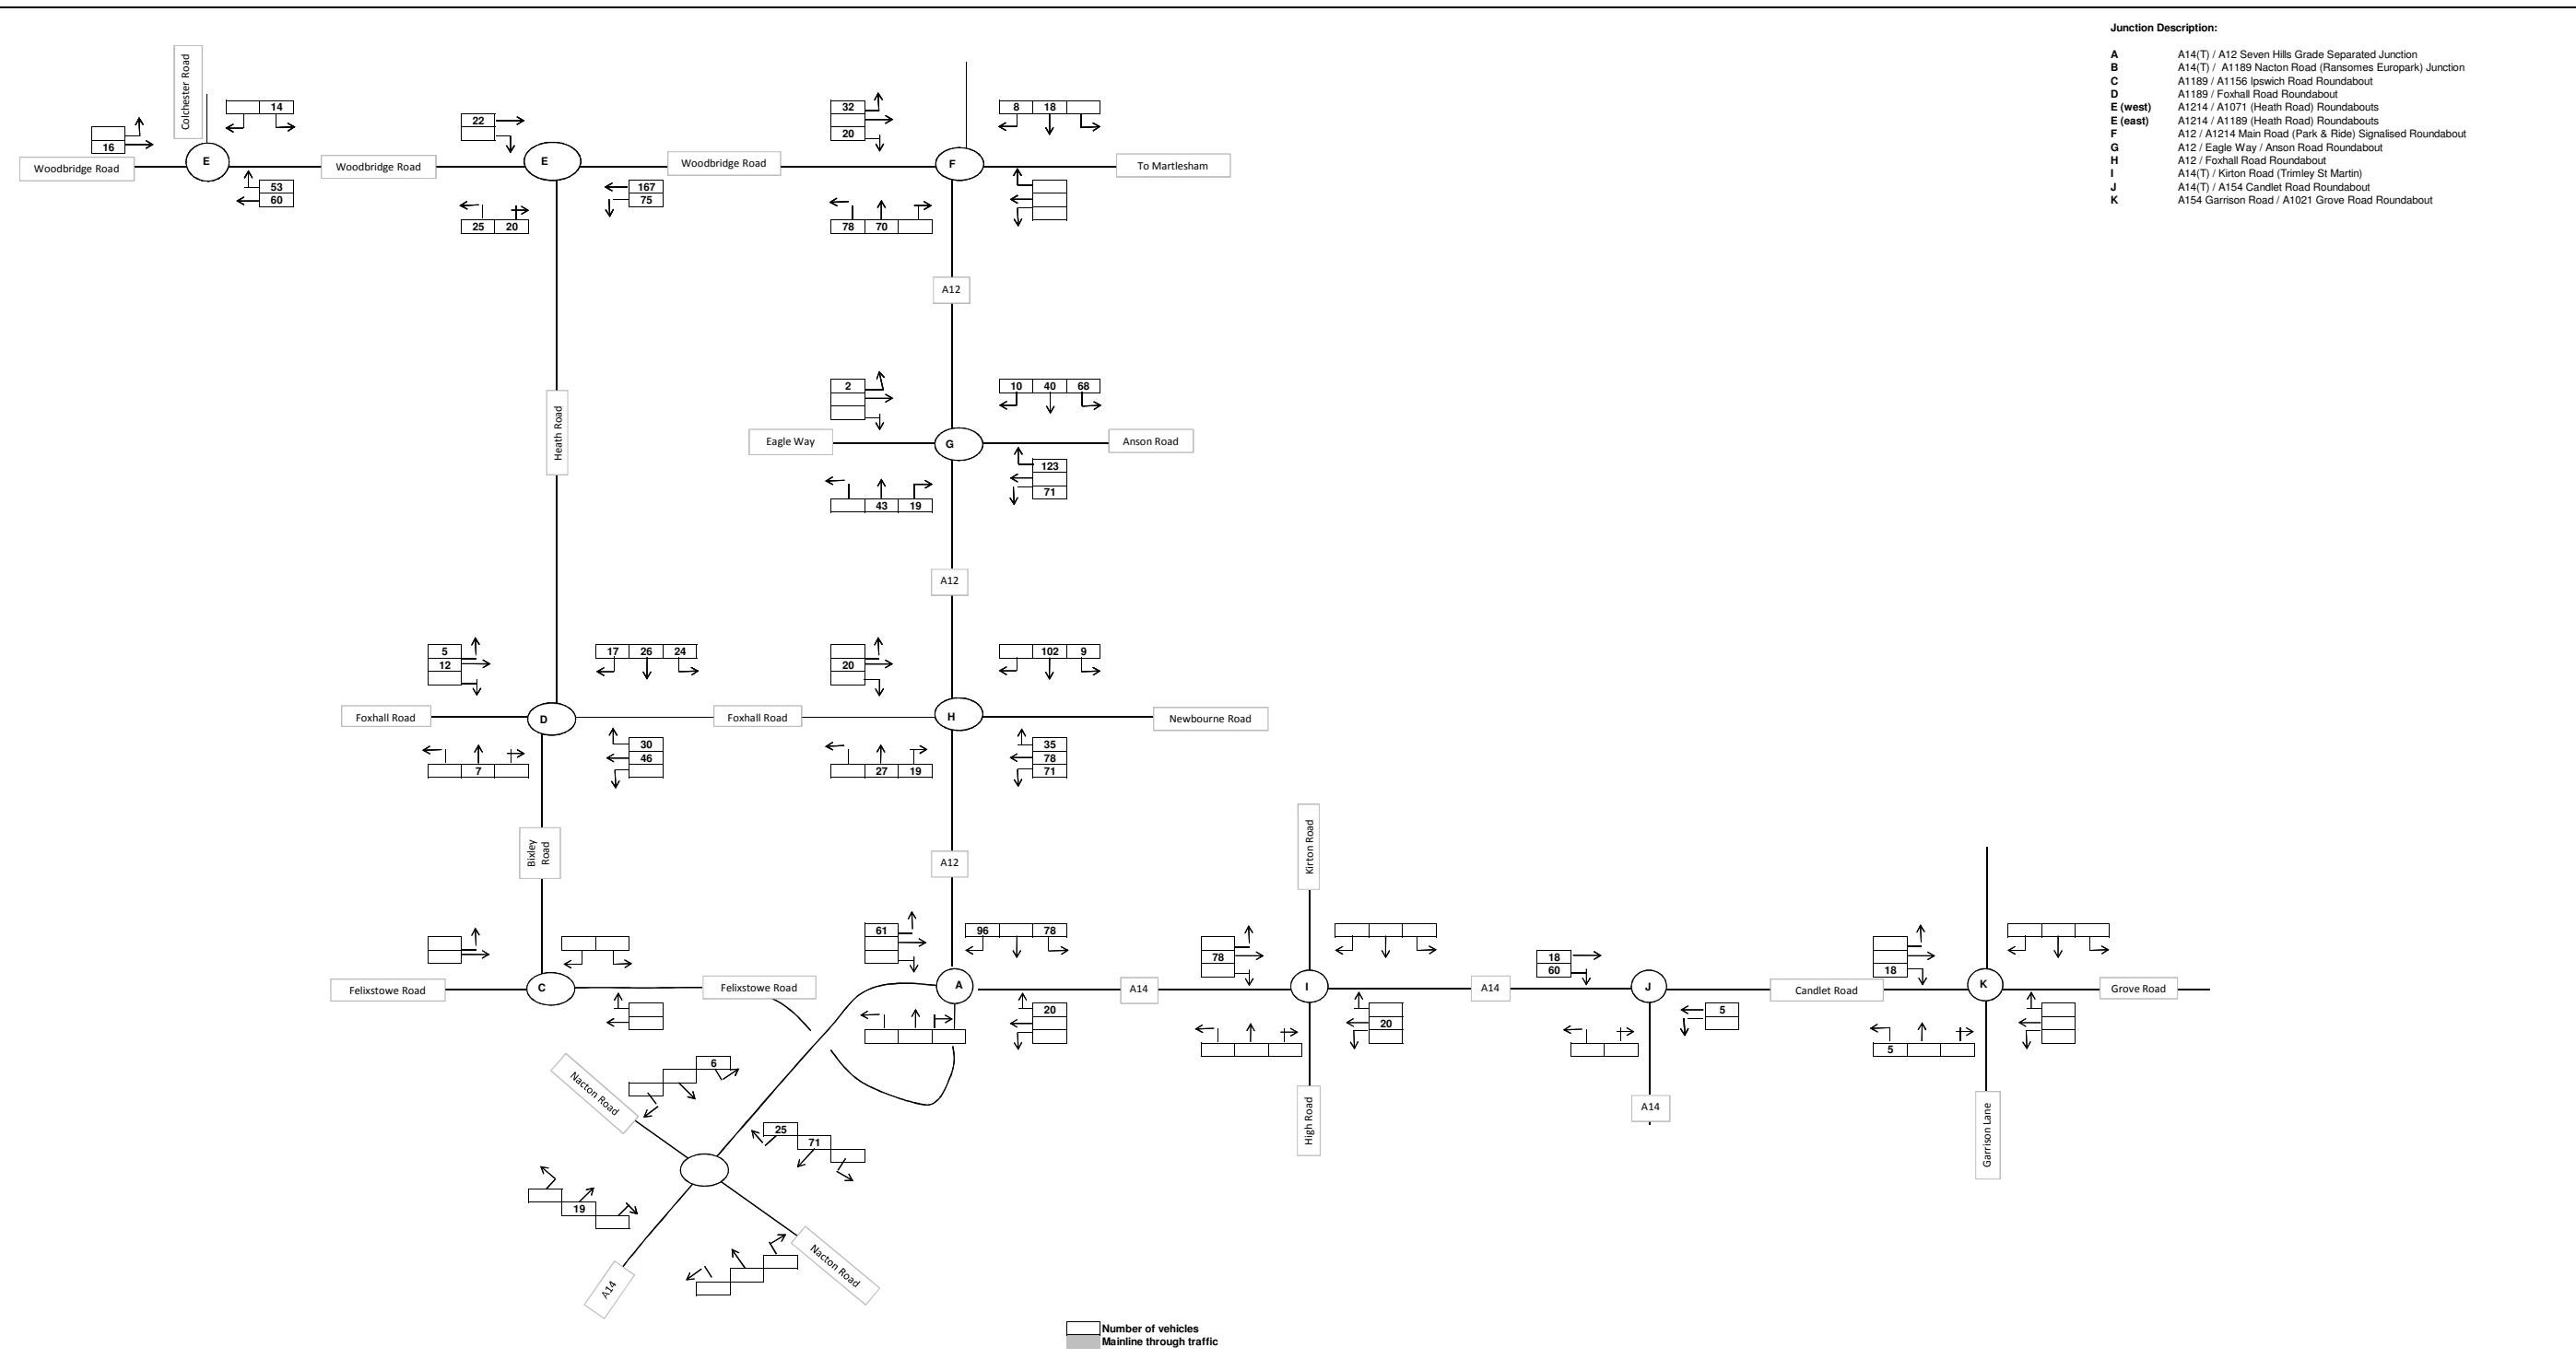 Junction Description:
A A14(T) / A12 Seven Hills Grade Separated Junction
B A14(T) / A1189 Nacton Road (Ransomes Europark) Junction
C A1189 / A1156 Ipswich Road Roundabout
D A1189 / Foxhall Road Roundabout
E (west) A1214 / A1071 (Heath Road) Roundabouts
E (east) A1214 / A1189 (Heath Road) Roundabouts
F A12 / A1214 Main Road (Park & Ride) Signalised Roundabout
G A12 / Eagle Way / Anson Road Roundabout
H A12 / Foxhall Road Roundabout
I A14(T) / Kirton Road (Trimley St Martin)
J A14(T) / A154 Candlet Road Roundabout
K A154 Garrison Road / A1021 Grove Road Roundabout
Colchester Road
14
16
22
32
20
8 18
Woodbridge Road
E
Woodbridge Road
E
Woodbridge Road
F
To Martlesham
53
60
167
75
25 20
78 70
A12
2
10 40 68
Heath Road
Eagle Way
G
Anson Road
123
71
43 19
A12
5
12
17 26 24
20
102 9
Foxhall Road
D
Foxhall Road
H
Newbourne Road
30
46
35
78
71
7
27 19
Bixley
Road
A12
Kirton Road
61
96 78
78
18
60
18
Felixstowe Road
C
Felixstowe Road
A
A14
I
A14
J
Candlet Road
K
Grove Road
20
20
5
5
6
Nacton Road
High Road
A14
Garrison Lane
25
71
19
Nacton Road
A14
Number of vehicles
Mainline through traffic